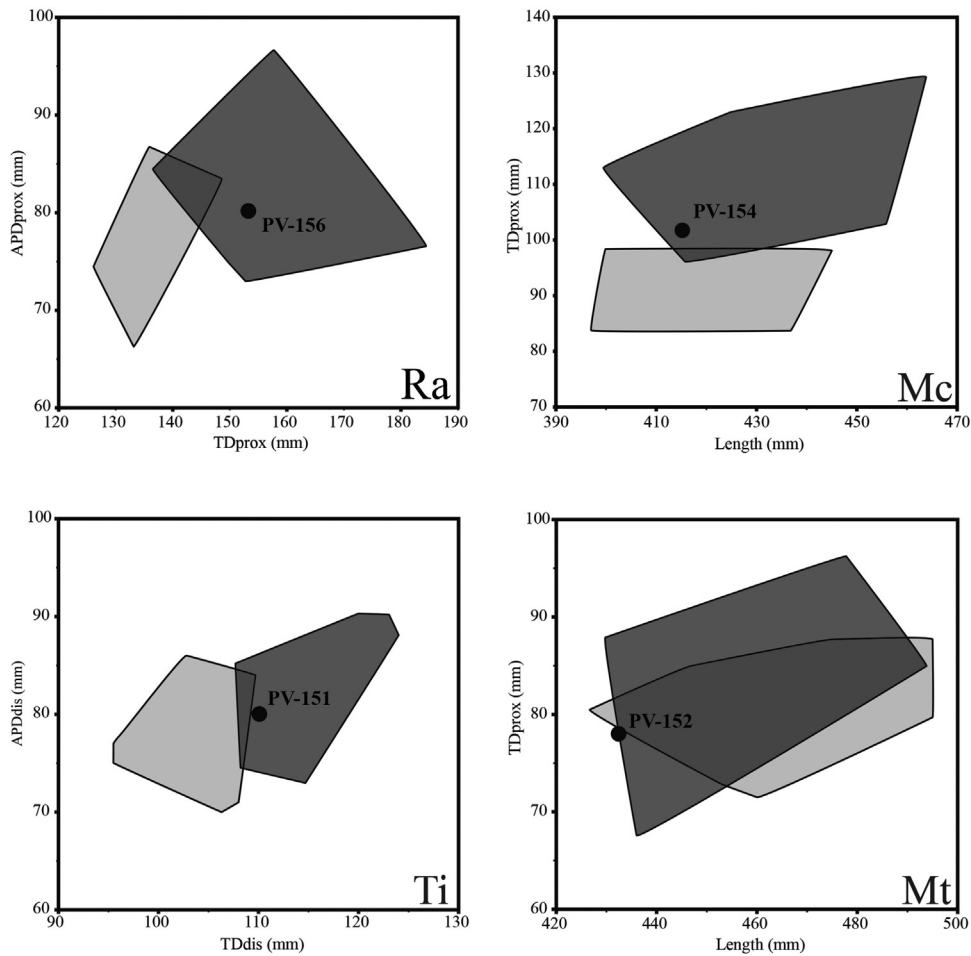 100
90
80
70
60
APDprox (mm)
PV-156
Ra
120 130 140 150 160 170 180 190
TDprox (mm)
140
130
120
110
100
90
80
70
TDprox (mm)
PV-154
Mc
390 410 430 450 470
Length (mm)
100
90
80
70
60
APDdis (mm)
PV-151
Ti
90 100 110 120 130
TDdis (mm)
100
90
80
70
60
TDprox (mm)
PV-152
Mt
420 440 460 480 500
Length (mm)